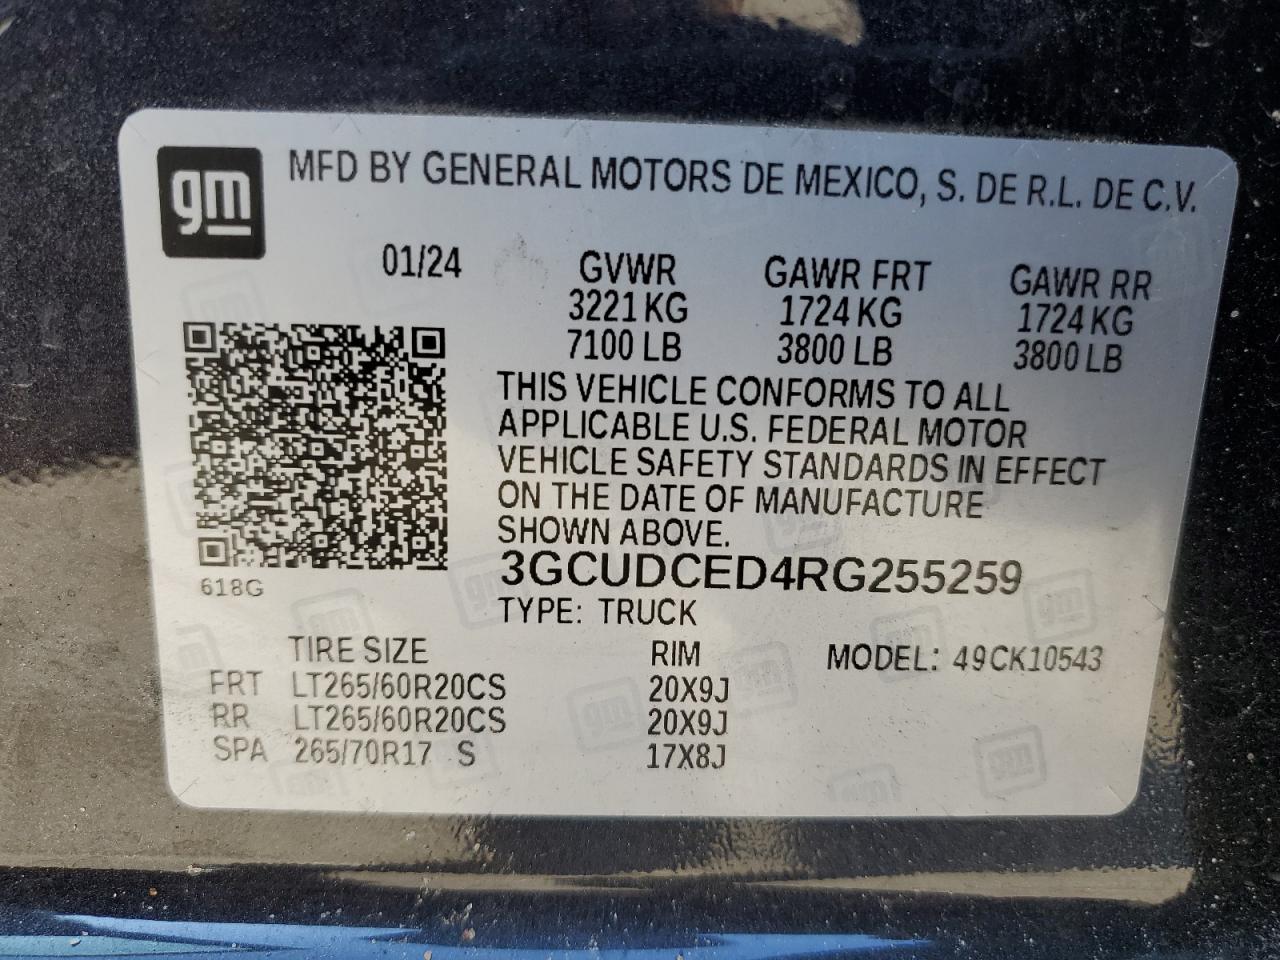 gm
MFD BY GENERAL MOTORS DE MEXICO, S. DE R.L. DE C.V.
01/24 GVWR GAWR FRT GAWR RR
3221 KG 1724 KG 1724 KG
7100 LB 3800 LB 3800 LB
THIS VEHICLE CONFORMS TO ALL
APPLICABLE U.S. FEDERAL MOTOR
VEHICLE SAFETY STANDARDS IN EFFECT
ON THE DATE OF MANUFACTURE
SHOWN ABOVE.
3GCUDCED4RG255259
618G
TYPE: TRUCK
TIRE SIZE RIM MODEL: 49CK10543
FRT LT265/60R20CS 20X9J
RR LT265/60R20CS 20X9J
SPA 265/70R17 S 17X8J